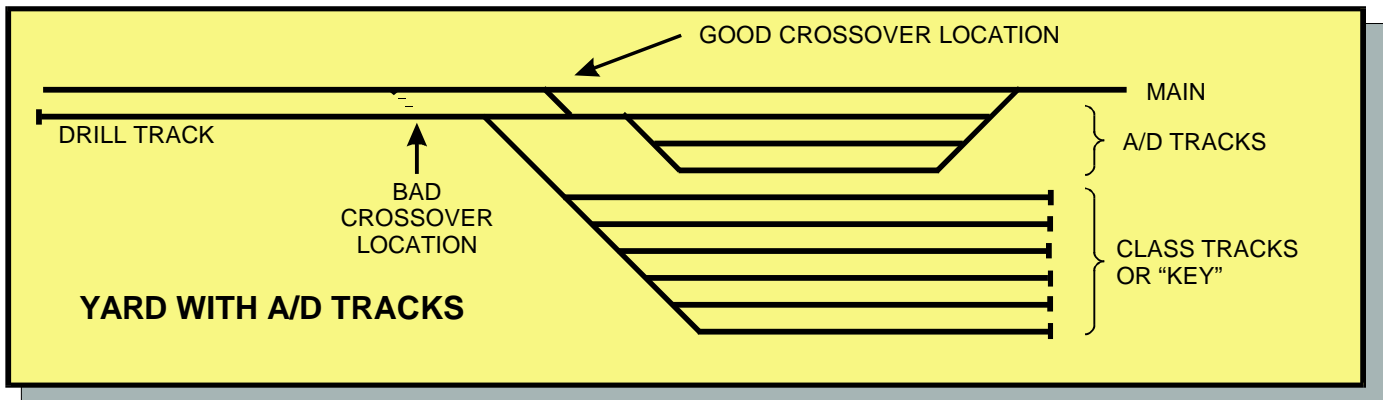 GOOD CROSSOVER LOCATION
MAIN
DRILL TRACK
A/D TRACKS
BAD
CROSSOVER
LOCATION
CLASS TRACKS
OR “KEY”
YARD WITH A/D TRACKS